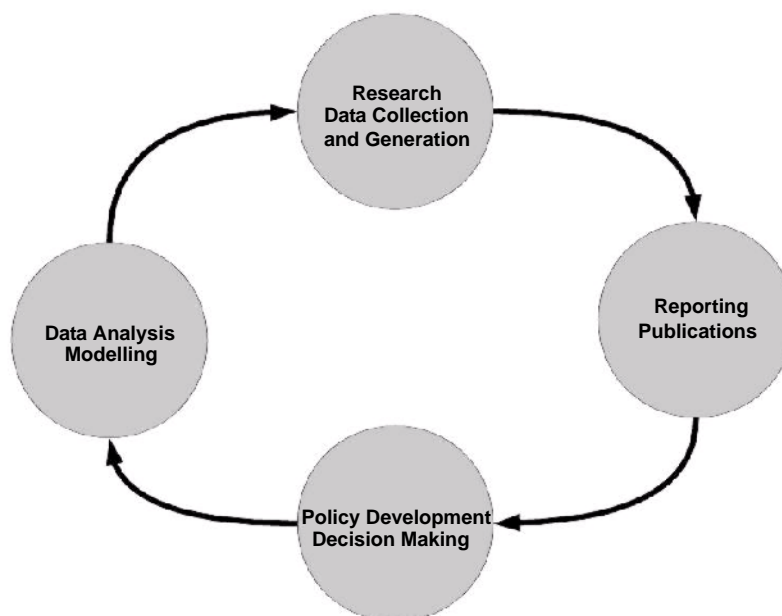 Research
Data Collection
and Generation
Reporting
Publications
Policy Development
Decision Making
Data Analysis
Modelling